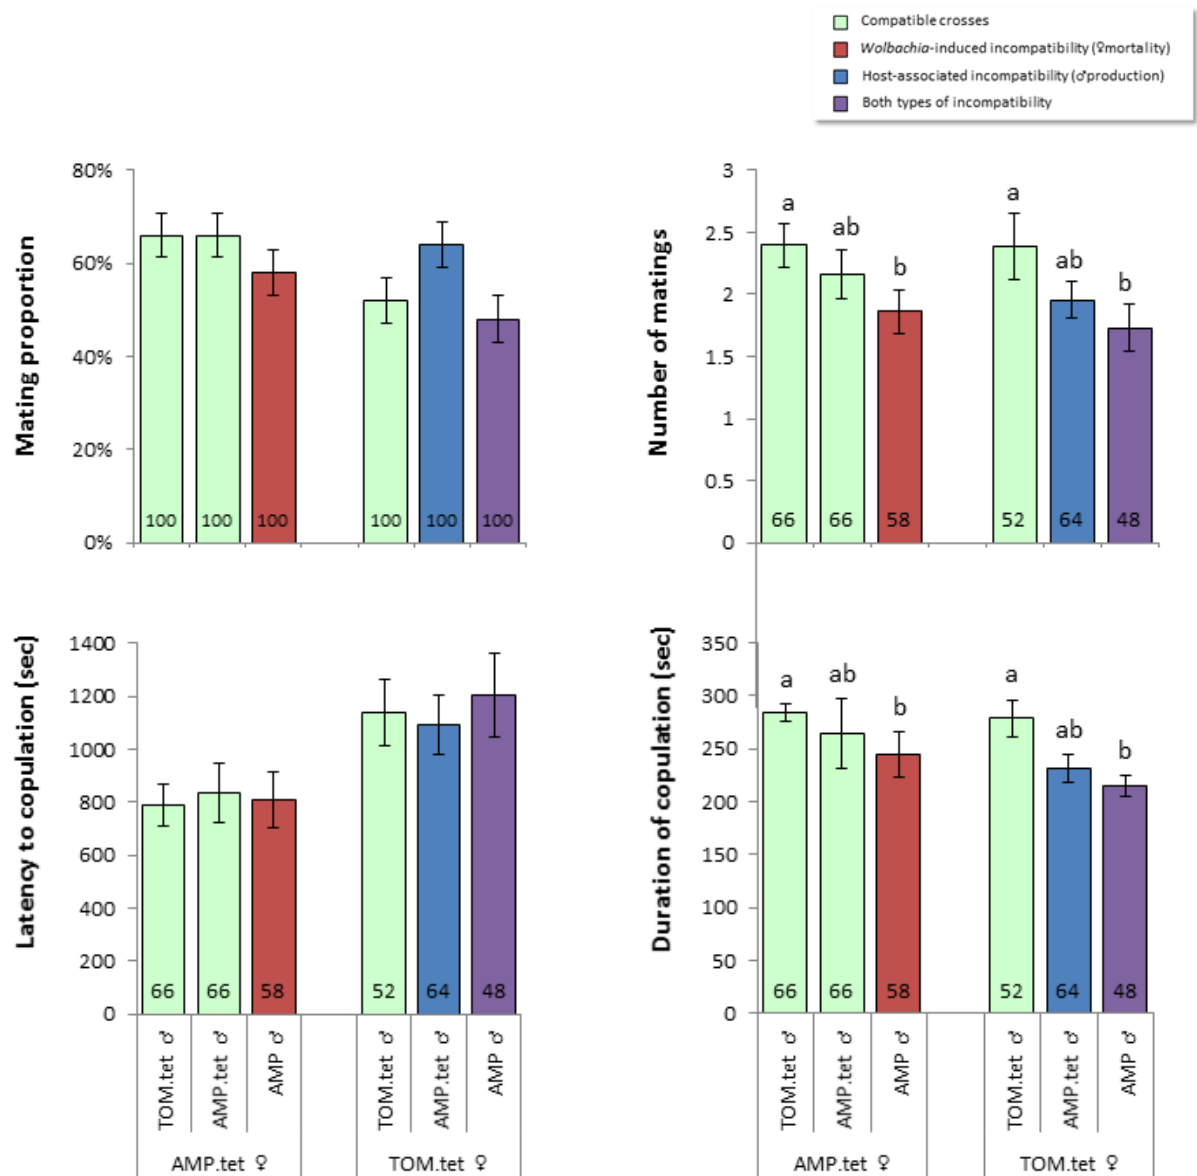 Compatible crosses
Wolbachia-induced incompatibility (♀mortality)
Host-associated incompatibility (♂production)
Both types of incompatibility
Mating proportion
80%
60%
40%
20%
0%
100
100
100
100
100
100
Number of matings
3
2.5
2
1.5
1
0.5
0
a
ab
b
a
ab
b
66
66
58
52
64
48
Latency to copulation (sec)
1400
1200
1000
800
600
400
200
0
66
66
58
52
64
48
TOM.tet ♂
AMP.tet ♂
AMP ♂
TOM.tet ♂
AMP.tet ♂
AMP ♂
AMP.tet ♀
TOM.tet ♀
Duration of copulation (sec)
350
300
250
200
150
100
50
0
a
ab
b
a
ab
b
66
66
58
52
64
48
TOM.tet ♂
AMP.tet ♂
AMP ♂
TOM.tet ♂
AMP.tet ♂
AMP ♂
AMP.tet ♀
TOM.tet ♀